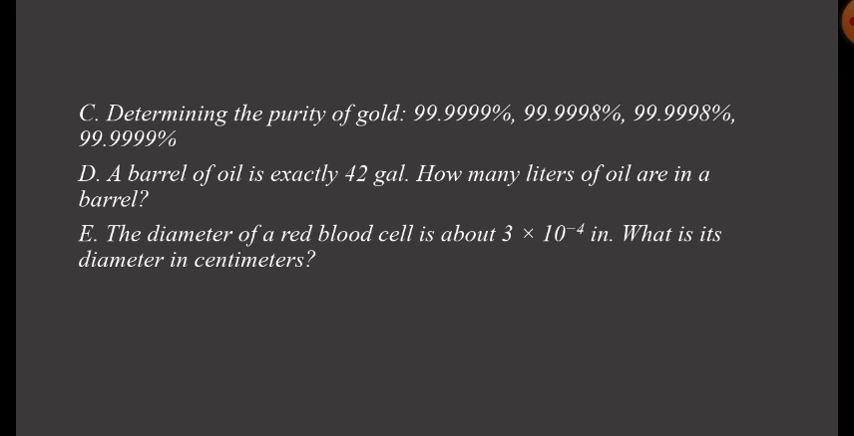 C. Determining the purity of gold: 99.9999%, 99.9998%, 99.9998%,
99.9999%
D. A barrel of oil is exactly 42 gal. How many liters of oil are in a
barrel?
E. The diameter of a red blood cell is about 3 × 10⁻⁴ in. What is its
diameter in centimeters?